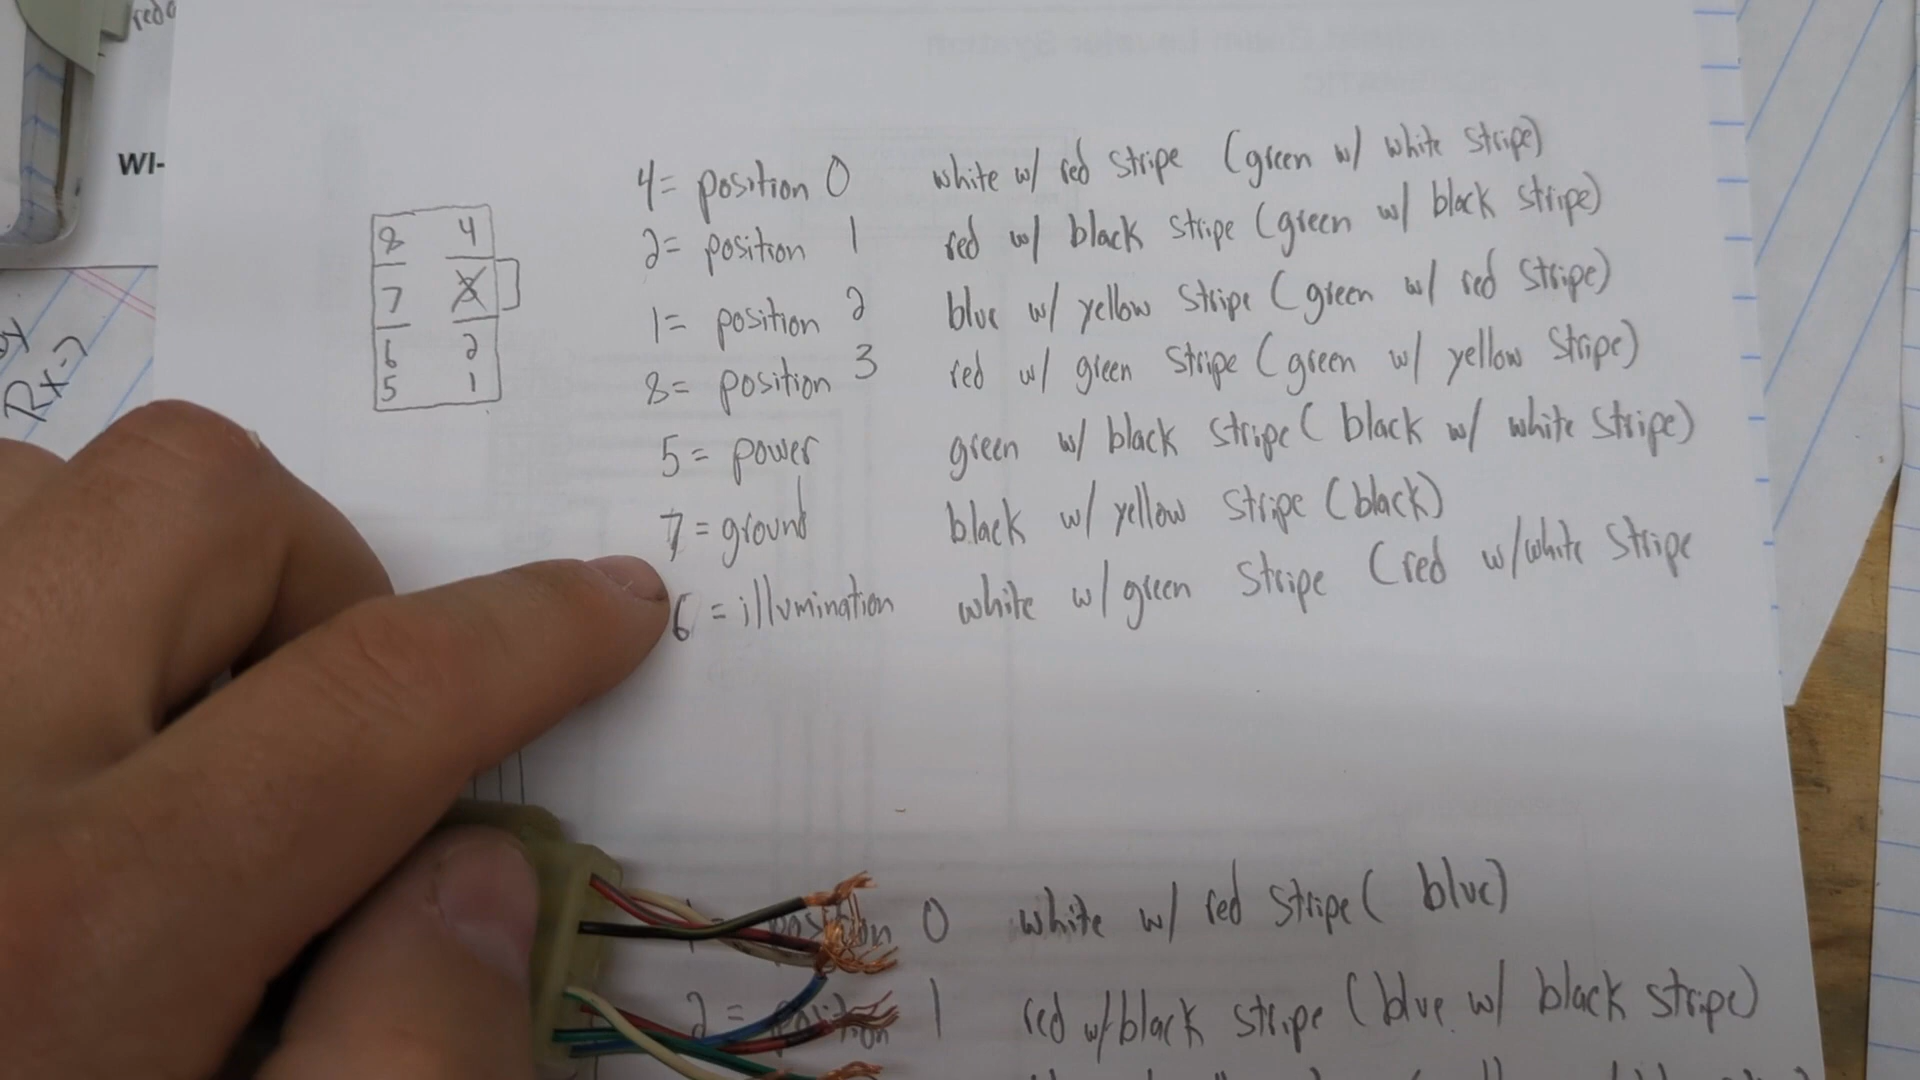 red
WI-
Rx-7
8 4
7 X
6 2
5 1
4= position 0 white w/ red stripe (green w/ white stripe)
2= position 1 red w/ black stripe (green w/ black stripe)
1= position 2 blue w/ yellow stripe (green w/ red stripe)
8= position 3 red w/ green stripe (green w/ yellow stripe)
5= power green w/ black stripe (black w/ white stripe)
7= ground black w/ yellow stripe (black)
6= illumination white w/ green stripe (red w/white stripe
position 0 white w/ red stripe (blue)
2= position 1 red w/black stripe (blue w/ black stripe)